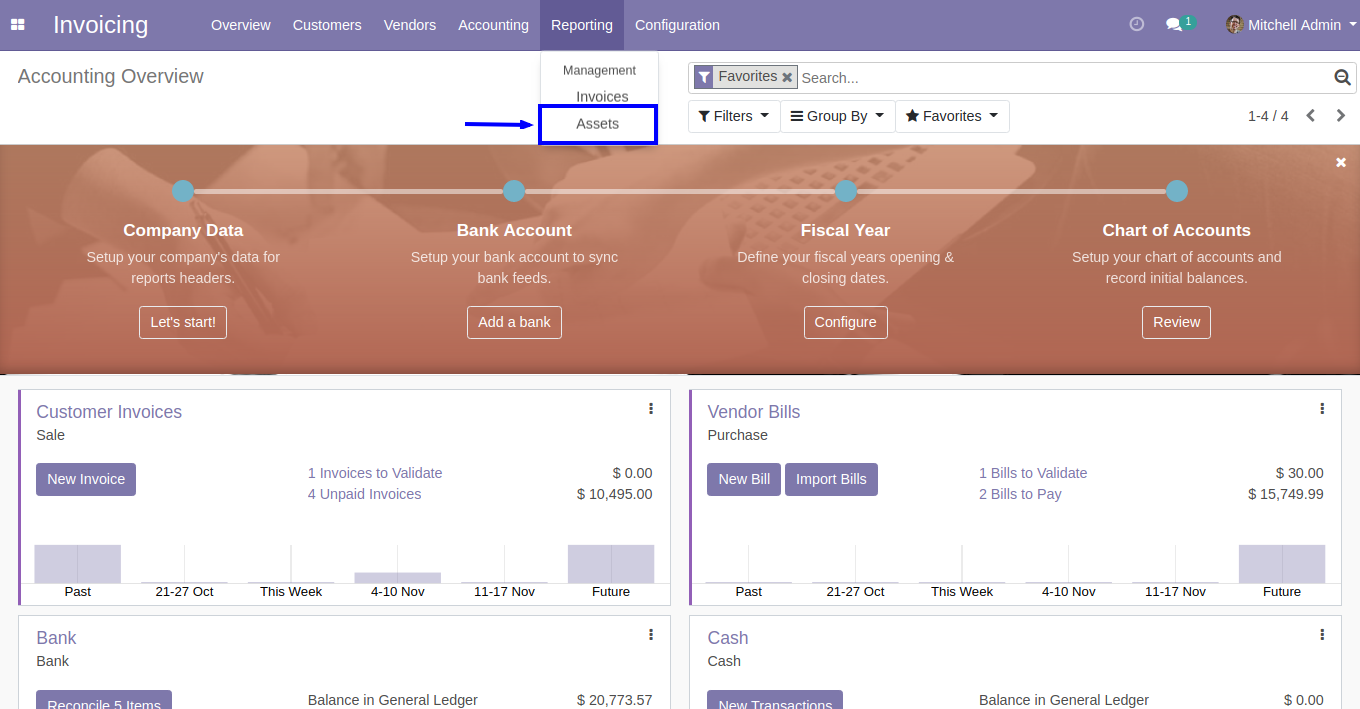 Invoicing Overview Customers Vendors Accounting Reporting Configuration 1 Mitchell Admin
Accounting Overview
Management
Invoices
Assets
Favorites Search...
Filters Group By Favorites 1-4 / 4
Company Data
Setup your company's data for
reports headers.
Let's start!
Bank Account
Setup your bank account to sync
bank feeds.
Add a bank
Fiscal Year
Define your fiscal years opening &
closing dates.
Configure
Chart of Accounts
Setup your chart of accounts and
record initial balances.
Review
Customer Invoices
Sale
New Invoice
1 Invoices to Validate $ 0.00
4 Unpaid Invoices $ 10,495.00
Past 21-27 Oct This Week 4-10 Nov 11-17 Nov Future
Vendor Bills
Purchase
New Bill Import Bills
1 Bills to Validate $ 30.00
2 Bills to Pay $ 15,749.99
Past 21-27 Oct This Week 4-10 Nov 11-17 Nov Future
Bank
Bank
Reconcile 5 Items
Balance in General Ledger $ 20,773.57
Cash
Cash
New Transactions
Balance in General Ledger $ 0.00